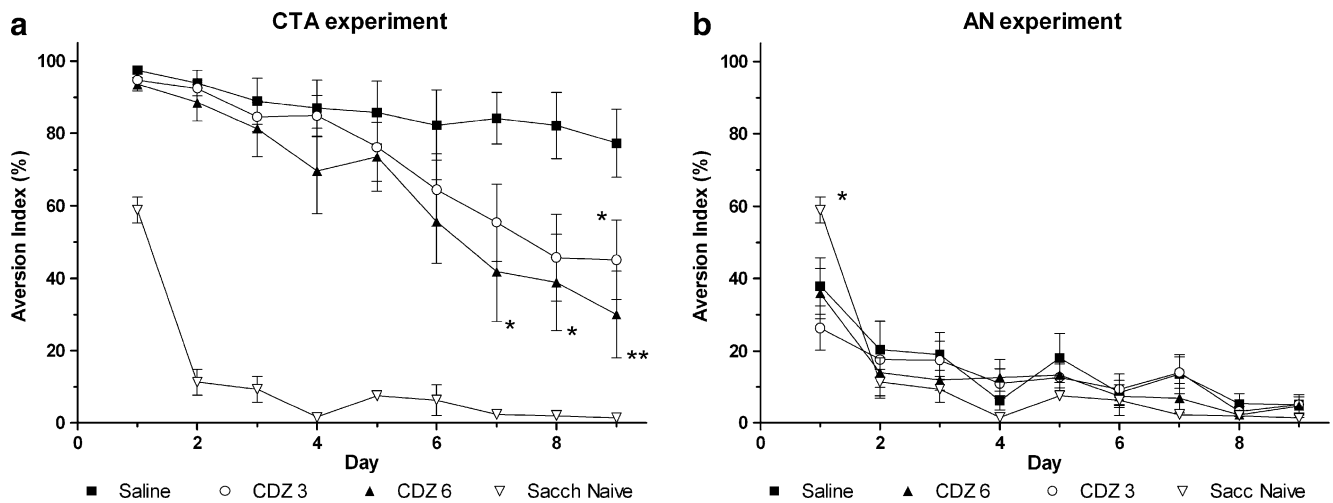 a
CTA experiment
Aversion Index (%)
100
80
60
40
20
0
*
*
*
**
0 2 4 6 8
Day
Saline CDZ 3 CDZ 6 Sacch Naive
b
AN experiment
Aversion Index (%)
100
80
60
40
20
0
*
0 2 4 6 8
Day
Saline CDZ 6 CDZ 3 Sacc Naive